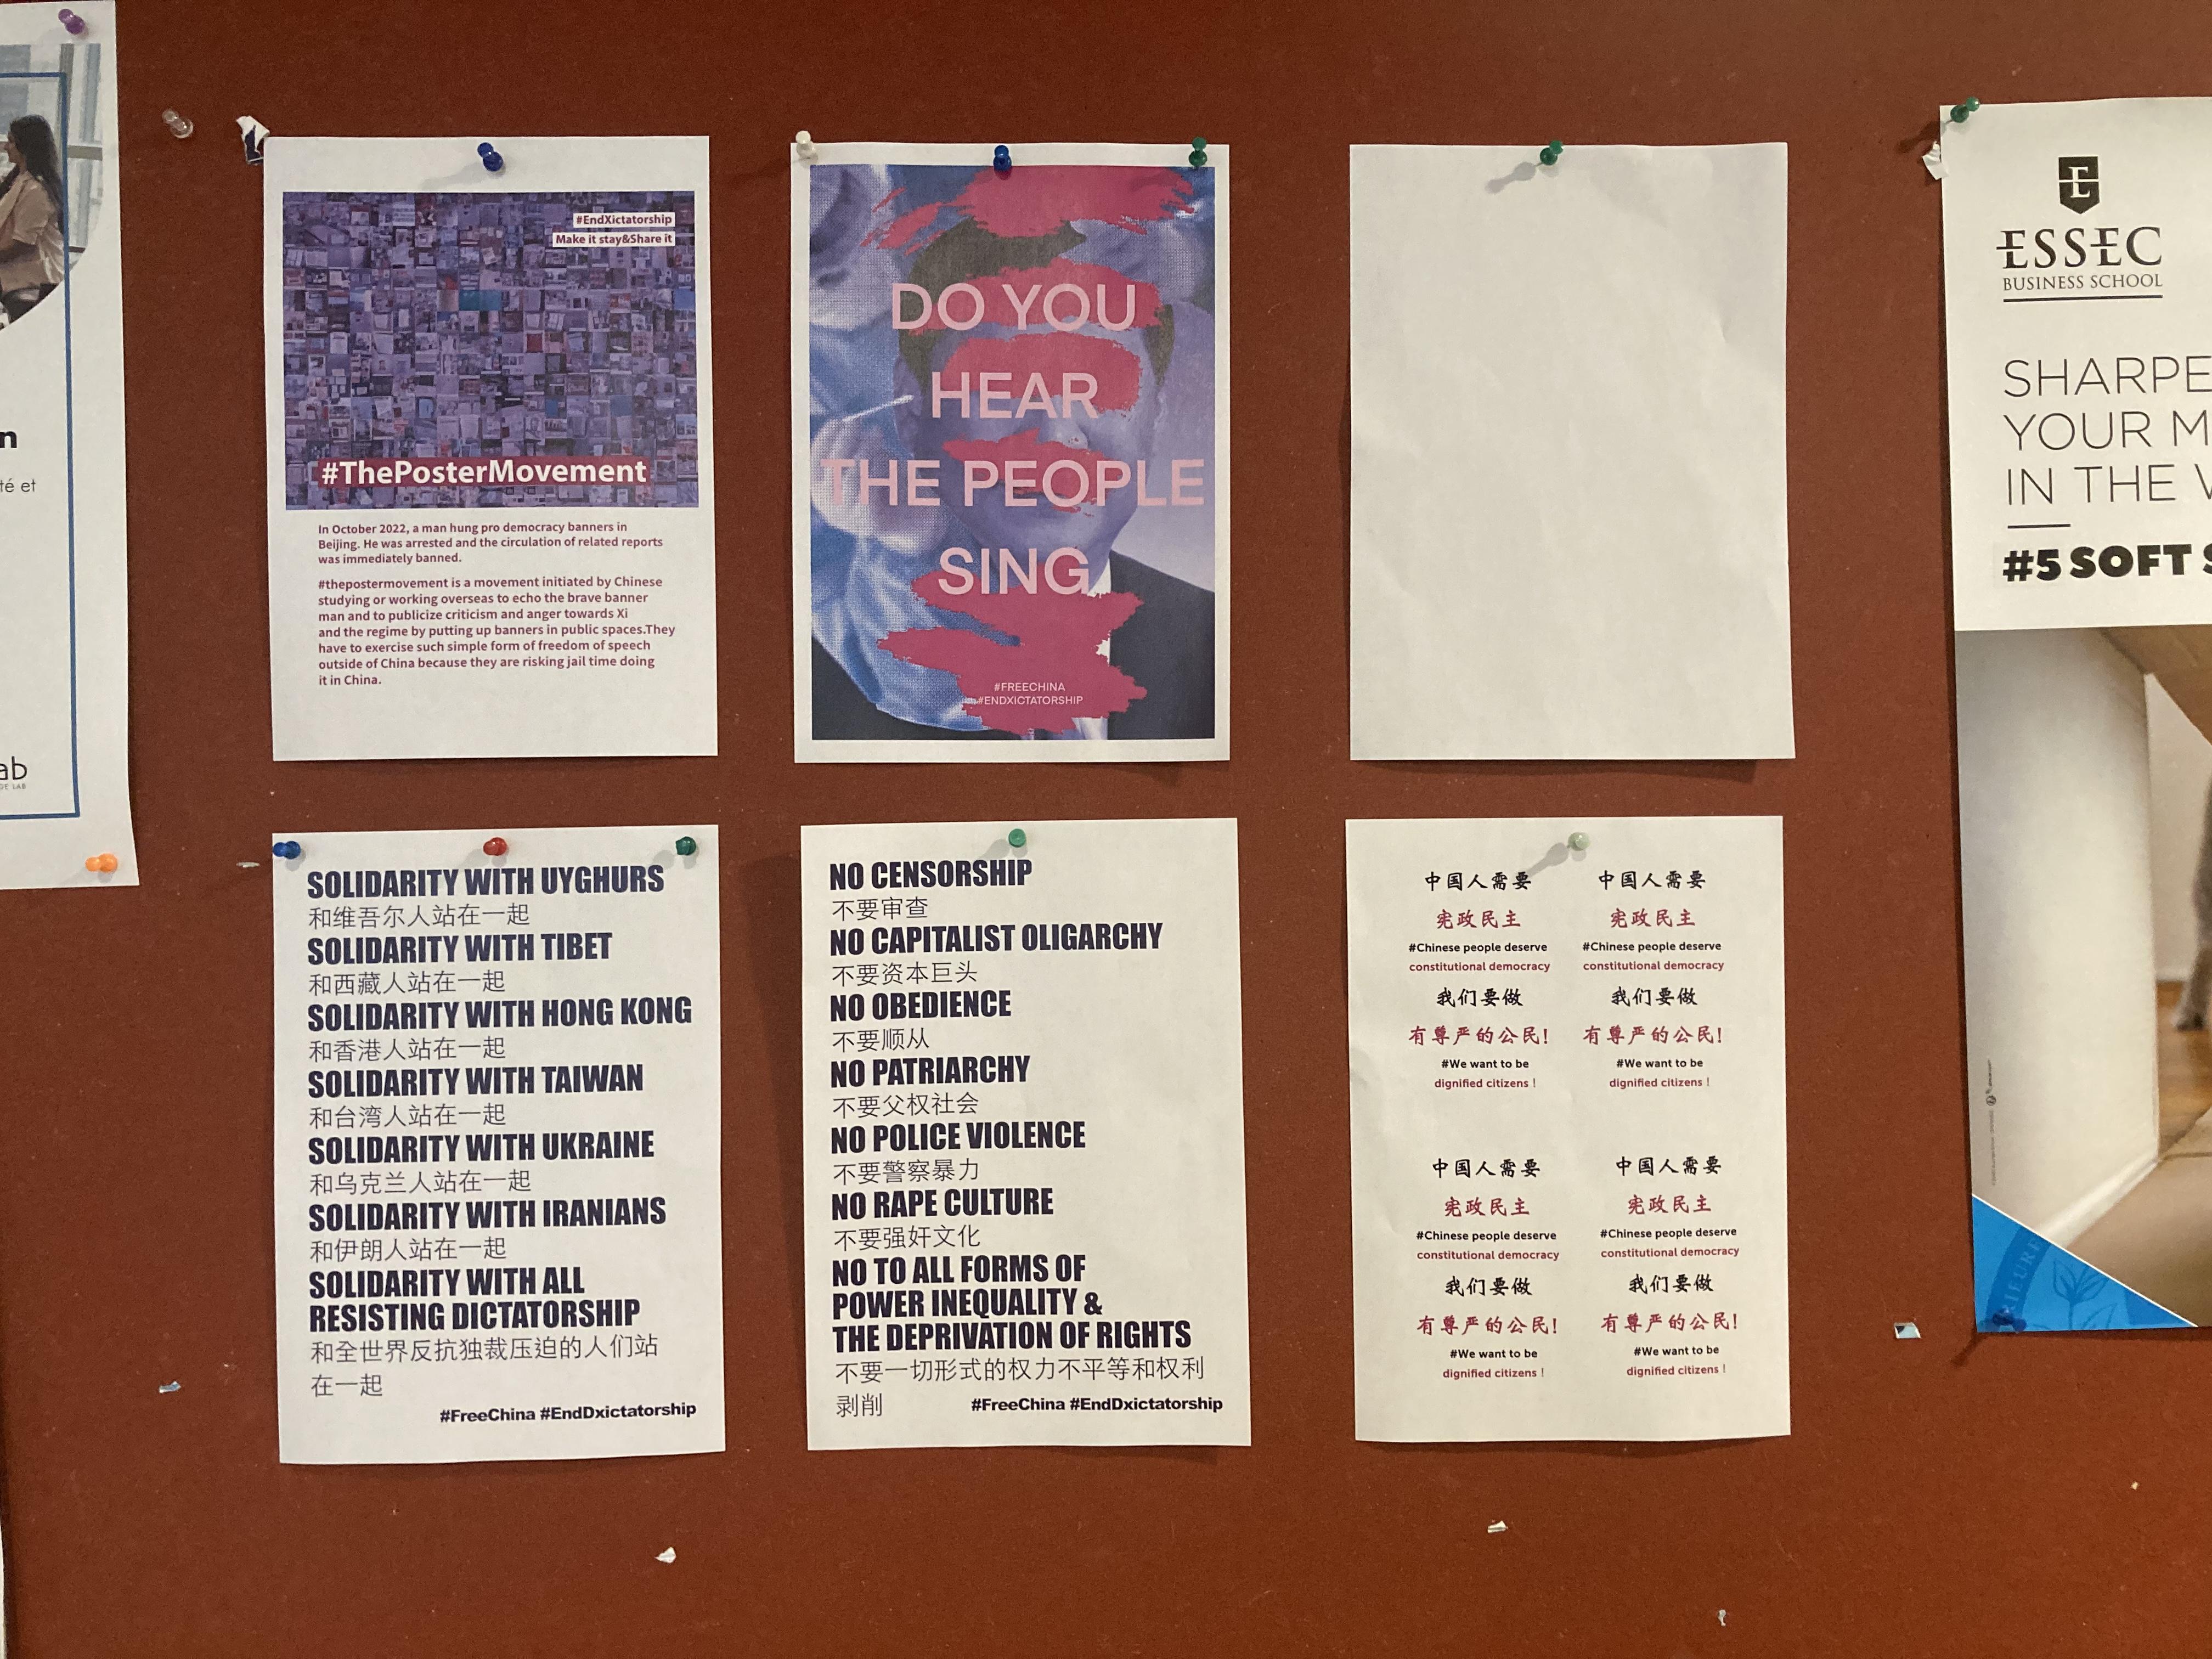 n
té et
ab
GE LAB
#EndXictatorship
Make it stay&Share it
#ThePosterMovement
In October 2022, a man hung pro democracy banners in
Beijing. He was arrested and the circulation of related reports
was immediately banned.
#thepostermovement is a movement initiated by Chinese
studying or working overseas to echo the brave banner
man and to publicize criticism and anger towards Xi
and the regime by putting up banners in public spaces.They
have to exercise such simple form of freedom of speech
outside of China because they are risking jail time doing
it in China.
DO YOU
HEAR
THE PEOPLE
SING
#FREECHINA
#ENDXICTATORSHIP
SOLIDARITY WITH UYGHURS
和维吾尔人站在一起
SOLIDARITY WITH TIBET
和西藏人站在一起
SOLIDARITY WITH HONG KONG
和香港人站在一起
SOLIDARITY WITH TAIWAN
和台湾人站在一起
SOLIDARITY WITH UKRAINE
和乌克兰人站在一起
SOLIDARITY WITH IRANIANS
和伊朗人站在一起
SOLIDARITY WITH ALL
RESISTING DICTATORSHIP
和全世界反抗独裁压迫的人们站
在一起
#FreeChina #EndDxictatorship
NO CENSORSHIP
不要审查
NO CAPITALIST OLIGARCHY
不要资本巨头
NO OBEDIENCE
不要顺从
NO PATRIARCHY
不要父权社会
NO POLICE VIOLENCE
不要警察暴力
NO RAPE CULTURE
不要强奸文化
NO TO ALL FORMS OF
POWER INEQUALITY &
THE DEPRIVATION OF RIGHTS
不要一切形式的权力不平等和权利
剥削
#FreeChina #EndDxictatorship
中国人需要
宪政民主
#Chinese people deserve
constitutional democracy
我们要做
有尊严的公民!
#We want to be
dignified citizens !
中国人需要
宪政民主
#Chinese people deserve
constitutional democracy
我们要做
有尊严的公民!
#We want to be
dignified citizens !
中国人需要
宪政民主
#Chinese people deserve
constitutional democracy
我们要做
有尊严的公民!
#We want to be
dignified citizens !
中国人需要
宪政民主
#Chinese people deserve
constitutional democracy
我们要做
有尊严的公民!
#We want to be
dignified citizens !
E
ESSEC
BUSINESS SCHOOL
SHARPE
YOUR M
IN THE
#5 SOFT S
IEURE